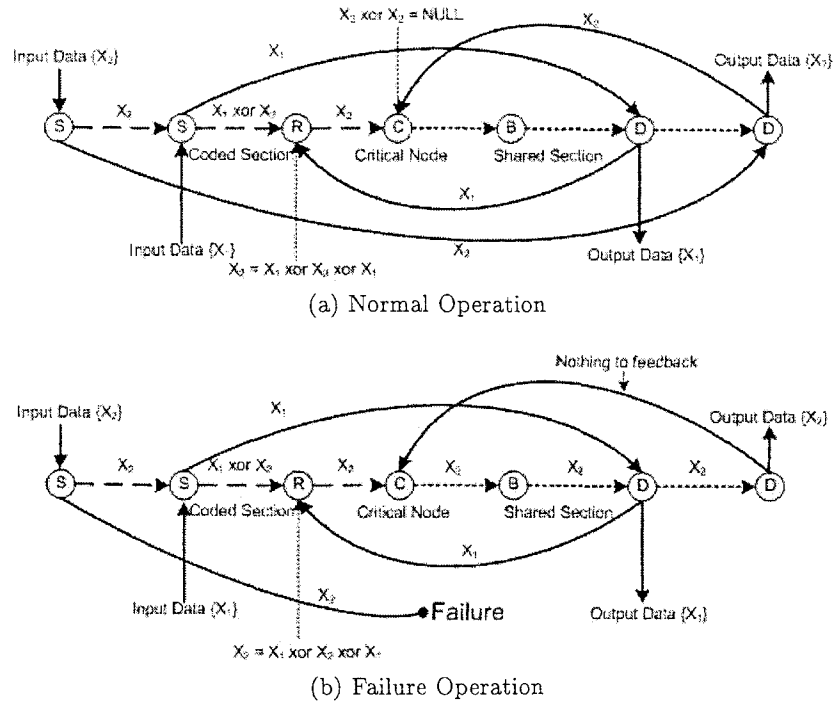 X₂ xor X₂ = NULL
X₂
X₁
Input Data {X₂}
Output Data {X₂}
S
X₂
S
X₁ xor X₂
R
X₂
C
B
D
D
Coded Section
Critical Node
Shared Section
X₁
Input Data {X₁}
X₂
Output Data {X₁}
X₂ = X₁ xor X₂ xor X₁
(a) Normal Operation
Nothing to feedback
Input Data {X₂}
X₁
Output Data {X₂}
S
X₂
S
X₁ xor X₂
R
X₂
C
X₂
B
X₂
D
X₂
D
Coded Section
Critical Node
Shared Section
X₁
Input Data {X₁}
X₂
Failure
Output Data {X₁}
X₂ = X₁ xor X₂ xor X₁
(b) Failure Operation